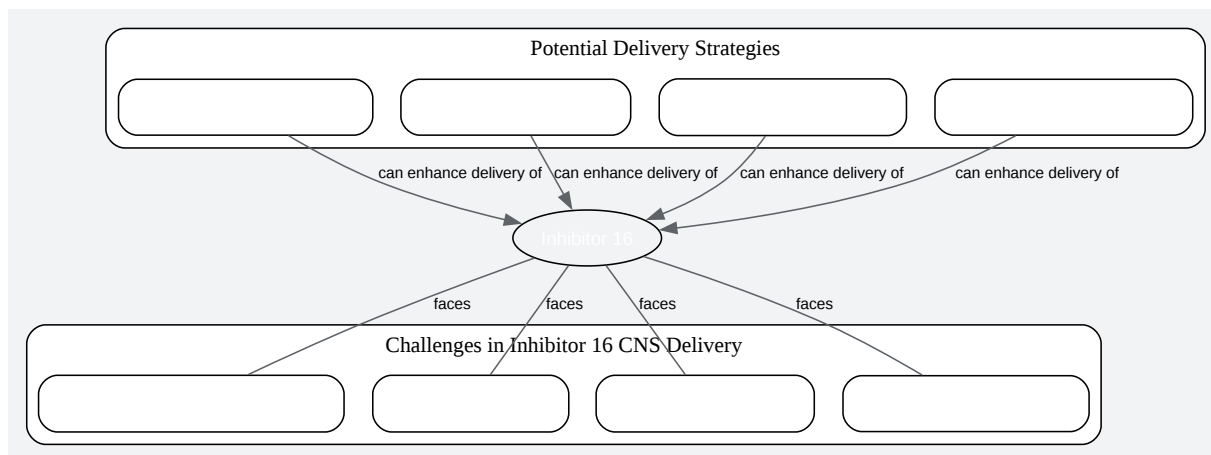 Potential Delivery Strategies
can enhance delivery of
can enhance delivery of
can enhance delivery of
can enhance delivery of
Inhibitor 16
faces
faces
faces
faces
Challenges in Inhibitor 16 CNS Delivery